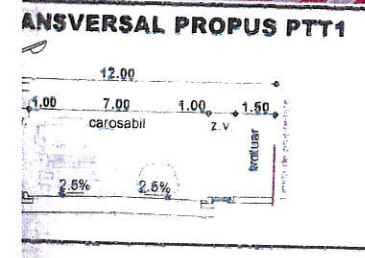 ANSVERSAL PROPUS PTT1
12.00
1.00 7.00 1.00 1.50
carosabil z.v.
trotuar
2.5% 2.5%